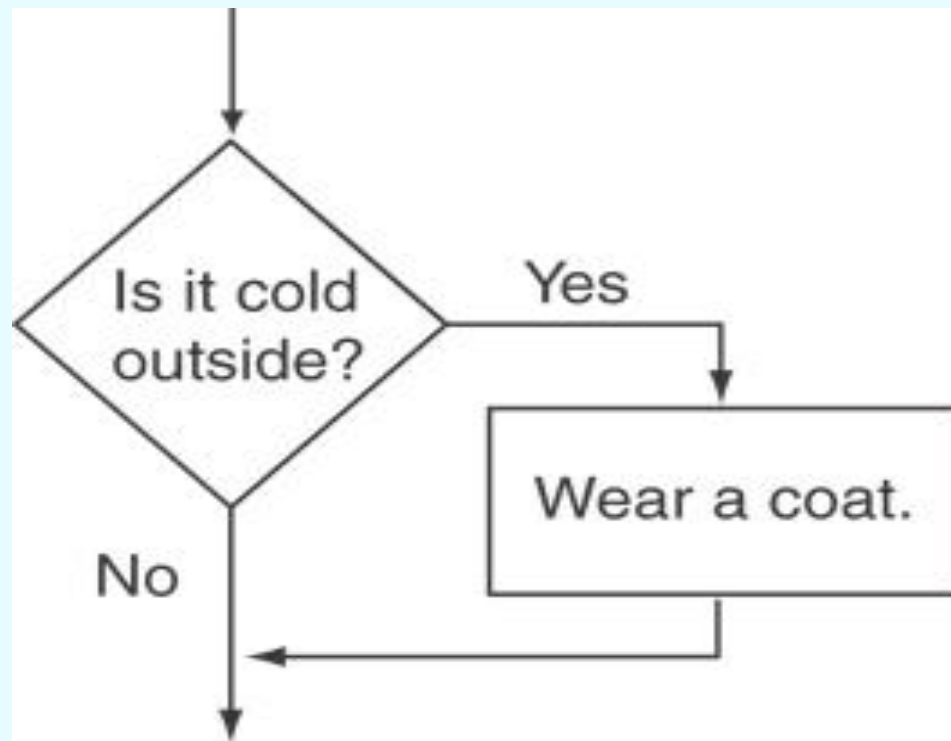 Is it cold
outside?
Yes
Wear a coat.
No